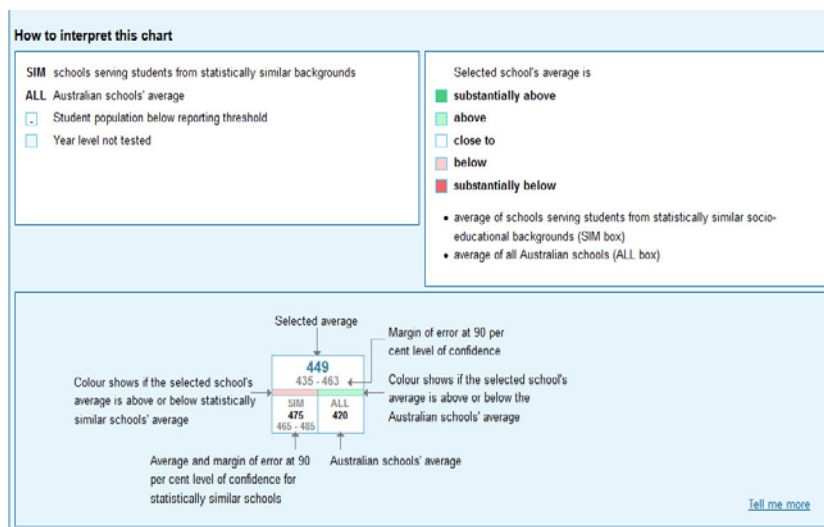 How to interpret this chart
SIM schools serving students from statistically similar backgrounds
ALL Australian schools' average
Student population below reporting threshold
Year level not tested
Selected school's average is
substantially above
above
close to
below
substantially below
• average of schools serving students from statistically similar socio-
educational backgrounds (SIM box)
• average of all Australian schools (ALL box)
Selected average
Margin of error at 90 per
cent level of confidence
449
435 - 463
Colour shows if the selected school's
average is above or below statistically
similar schools' average
Colour shows if the selected school's
average is above or below the
Australian schools' average
SIM
475
465 - 485
ALL
420
Average and margin of error at 90
per cent level of confidence for
statistically similar schools
Australian schools' average
Tell me more